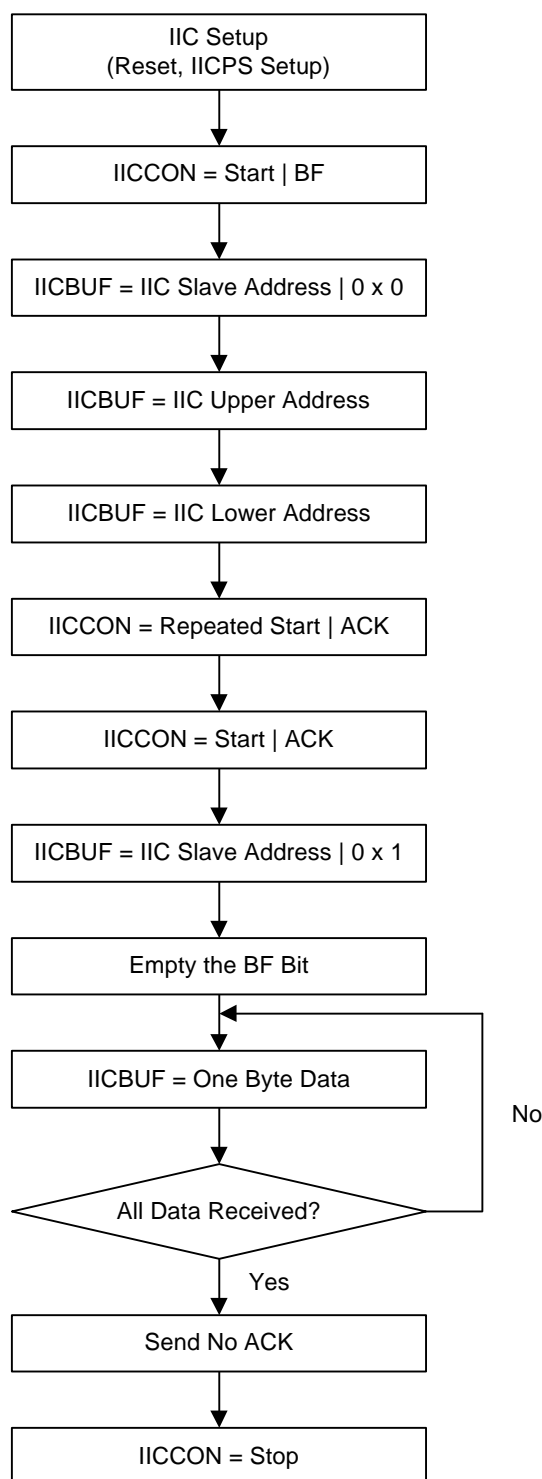 IIC Setup
(Reset, IICPS Setup)
IICCON = Start | BF
IICBUF = IIC Slave Address | 0 x 0
IICBUF = IIC Upper Address
IICBUF = IIC Lower Address
IICCON = Repeated Start | ACK
IICCON = Start | ACK
IICBUF = IIC Slave Address | 0 x 1
Empty the BF Bit
IICBUF = One Byte Data
No
All Data Received?
Yes
Send No ACK
IICCON = Stop